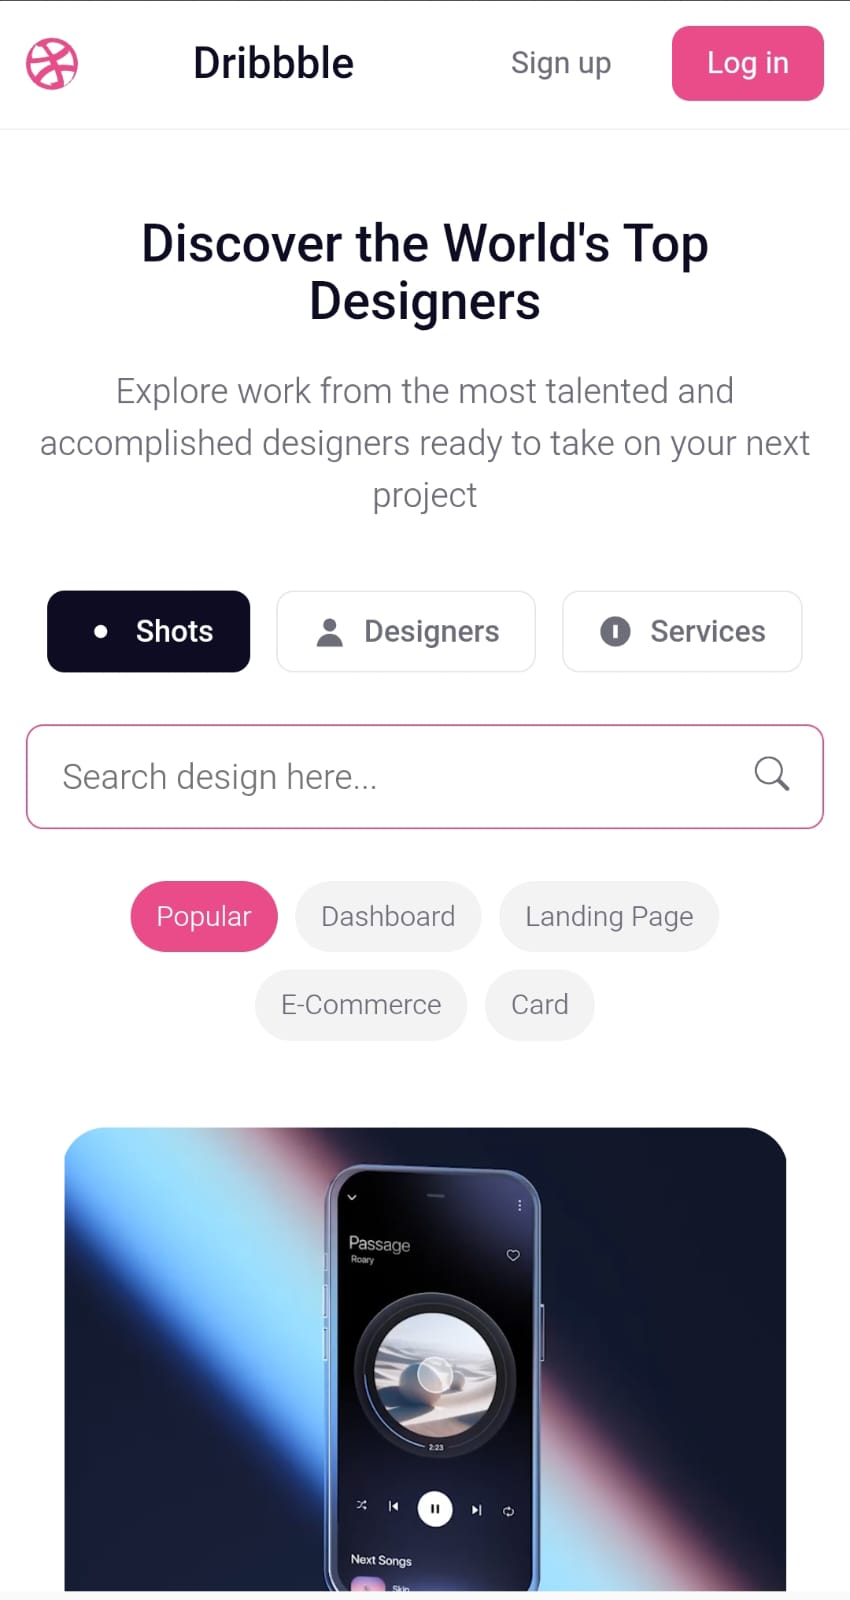 Dribbble
Sign up
Log in
Discover the World's Top
Designers
Explore work from the most talented and
accomplished designers ready to take on your next
project
Shots
Designers
Services
Search design here...
Popular
Dashboard
Landing Page
E-Commerce
Card
Passage
Roary
2:23
Next Songs
Skin